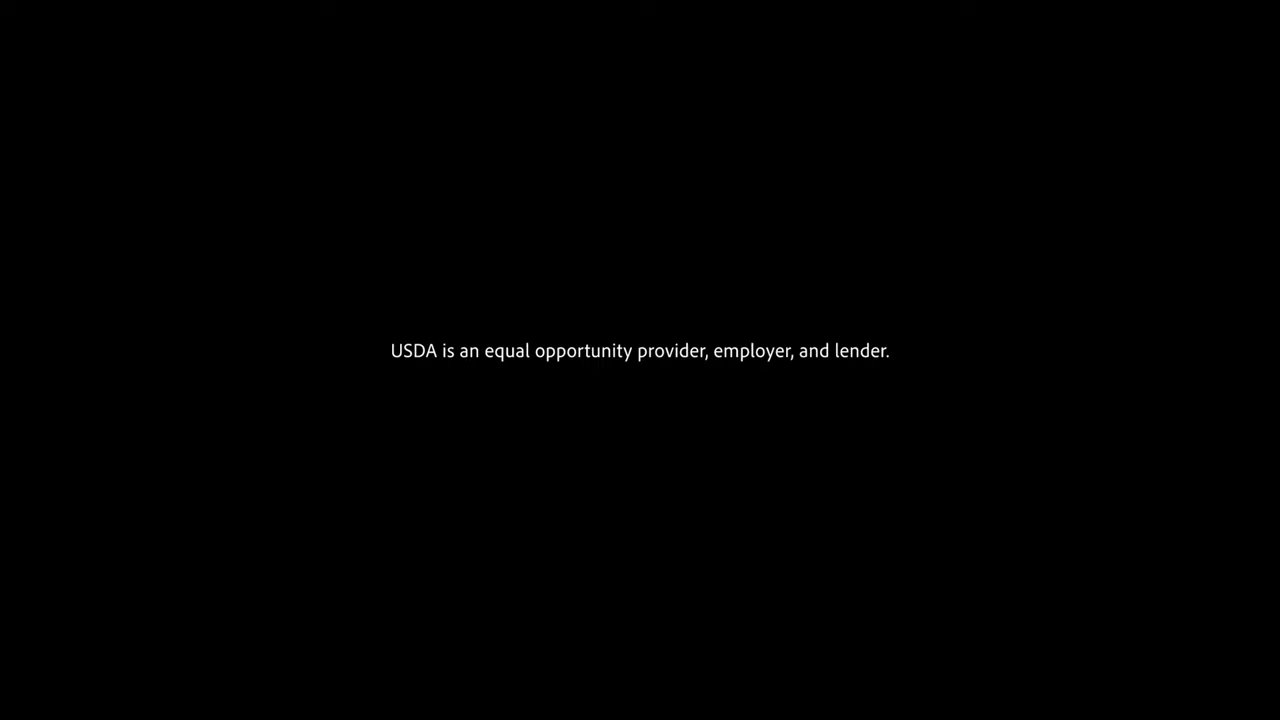 USDA is an equal opportunity provider, employer, and lender.